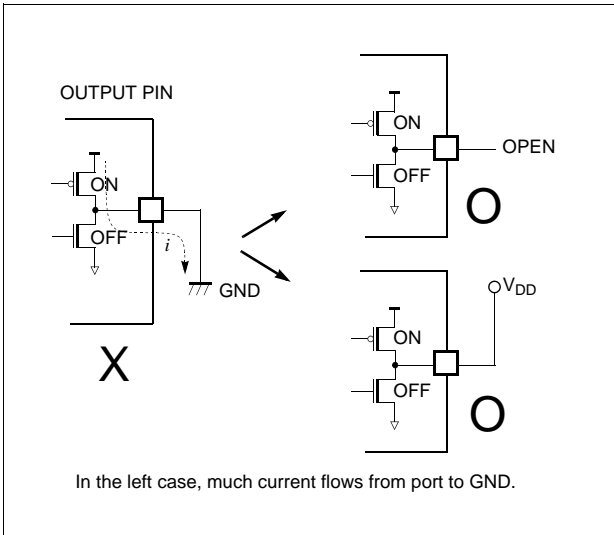 OUTPUT PIN
ON
OFF
i
GND
X
ON
OFF
OPEN
O
VDD
ON
OFF
O
In the left case, much current flows from port to GND.